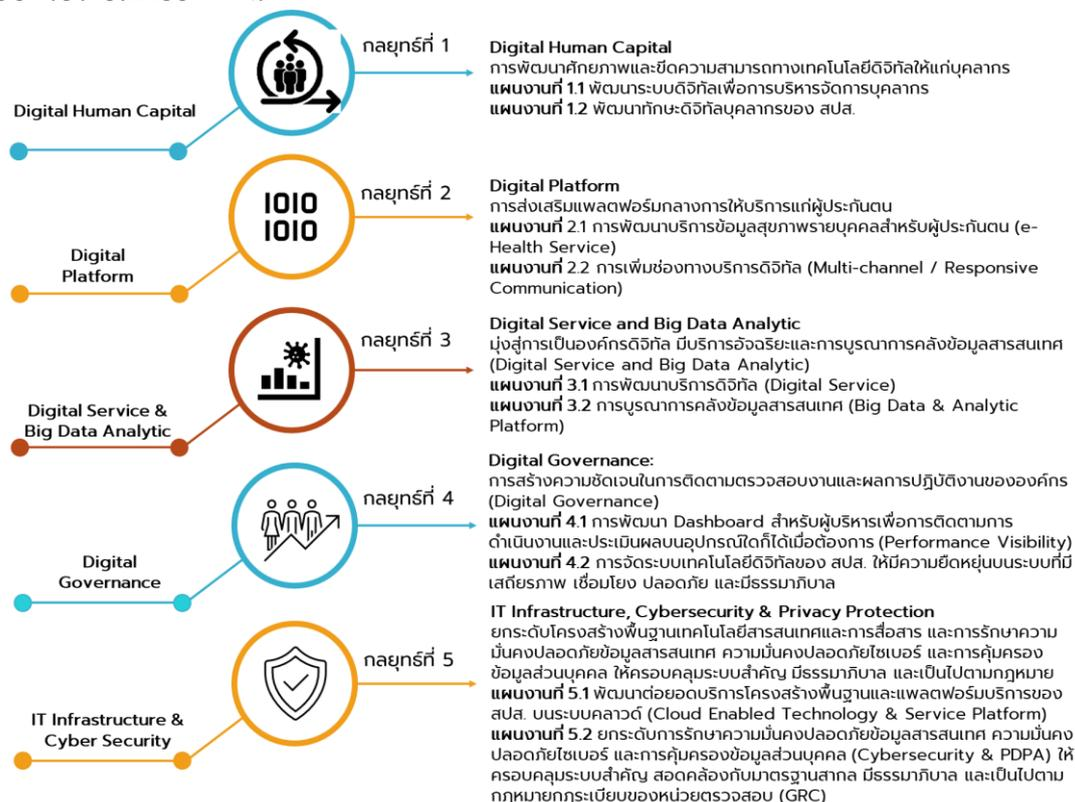 กลยุทธ์ที่ 1
Digital Human Capital
Digital Human Capital
การพัฒนาศักยภาพและขีดความสามารถทางเทคโนโลยีดิจิทัลให้แก่บุคลากร
แผนงานที่ 1.1 พัฒนาระบบดิจิทัลเพื่อการบริหารจัดการบุคลากร
แผนงานที่ 1.2 พัฒนาทักษะดิจิทัลบุคลากรของ สปส.
กลยุทธ์ที่ 2
1010
1010
Digital
Platform
Digital Platform
การส่งเสริมแพลตฟอร์มกลางการให้บริการแก่ผู้ประกันตน
แผนงานที่ 2.1 การพัฒนาบริการข้อมูลสุขภาพรายบุคคลสำหรับผู้ประกันตน (e-
Health Service)
แผนงานที่ 2.2 การเพิ่มช่องทางบริการดิจิทัล (Multi-channel / Responsive
Communication)
กลยุทธ์ที่ 3
Digital Service &
Big Data Analytic
Digital Service and Big Data Analytic
มุ่งสู่การเป็นองค์กรดิจิทัล มีบริการอัจฉริยะและการบูรณาการคลังข้อมูลสารสนเทศ
(Digital Service and Big Data Analytic)
แผนงานที่ 3.1 การพัฒนาบริการดิจิทัล (Digital Service)
แผนงานที่ 3.2 การบูรณาการคลังข้อมูลสารสนเทศ (Big Data & Analytic
Platform)
กลยุทธ์ที่ 4
Digital
Governance
Digital Governance:
การสร้างความชัดเจนในการติดตามตรวจสอบงานและผลการปฏิบัติงานขององค์กร
(Digital Governance)
แผนงานที่ 4.1 การพัฒนา Dashboard สำหรับผู้บริหารเพื่อการติดตามการ
ดำเนินงานและประเมินผลบนอุปกรณ์ใดก็ได้เมื่อต้องการ (Performance Visibility)
แผนงานที่ 4.2 การจัดระบบเทคโนโลยีดิจิทัลของ สปส. ให้มีความยืดหยุ่นบนระบบที่มี
เสถียรภาพ เชื่อมโยง ปลอดภัย และมีธรรมาภิบาล
กลยุทธ์ที่ 5
IT Infrastructure &
Cyber Security
IT Infrastructure, Cybersecurity & Privacy Protection
ยกระดับโครงสร้างพื้นฐานเทคโนโลยีสารสนเทศและการสื่อสาร และการรักษาความ
มั่นคงปลอดภัยข้อมูลสารสนเทศ ความมั่นคงปลอดภัยไซเบอร์ และการคุ้มครอง
ข้อมูลส่วนบุคคล ให้ครอบคลุมระบบสำคัญ มีธรรมาภิบาล และเป็นไปตามกฎหมาย
แผนงานที่ 5.1 พัฒนาต่อยอดบริการโครงสร้างพื้นฐานและแพลตฟอร์มบริการของ
สปส. บนระบบคลาวด์ (Cloud Enabled Technology & Service Platform)
แผนงานที่ 5.2 ยกระดับการรักษาความมั่นคงปลอดภัยข้อมูลสารสนเทศ ความมั่นคง
ปลอดภัยไซเบอร์ และการคุ้มครองข้อมูลส่วนบุคคล (Cybersecurity & PDPA) ให้
ครอบคลุมระบบสำคัญ สอดคล้องกับมาตรฐานสากล มีธรรมาภิบาล และเป็นไปตาม
กฎหมายกฎระเบียบของหน่วยตรวจสอบ (GRC)